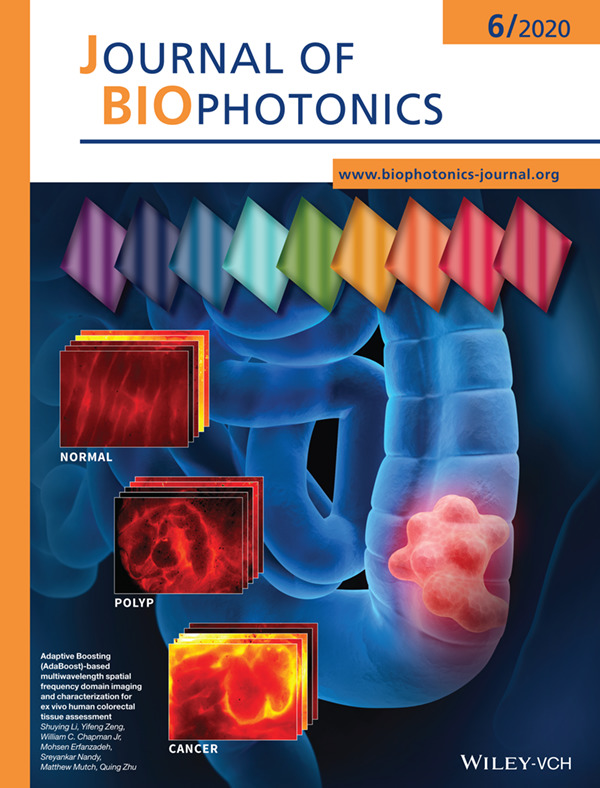 6/2020
JOURNAL OF
BIOPHOTONICS
www.biophotonics-journal.org
NORMAL
POLYP
CANCER
Adaptive Boosting
(AdaBoost)-based
multiwavelength spatial
frequency domain imaging
and characterization for
ex vivo human colorectal
tissue assessment
Shuying Li, Yifeng Zeng,
William C. Chapman Jr,
Mohsen Erfanzadeh,
Sreyankar Nandy,
Matthew Mutch, Quing Zhu
WILEY-VCH